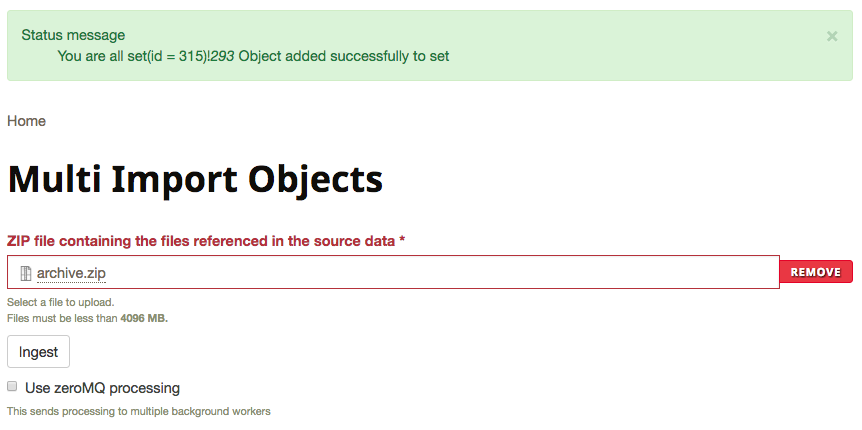 Status message
×
You are all set(id = 315)!293 Object added successfully to set
Home
Multi Import Objects
ZIP file containing the files referenced in the source data *
archive.zip
REMOVE
Select a file to upload.
Files must be less than 4096 MB.
Ingest
Use zeroMQ processing
This sends processing to multiple background workers